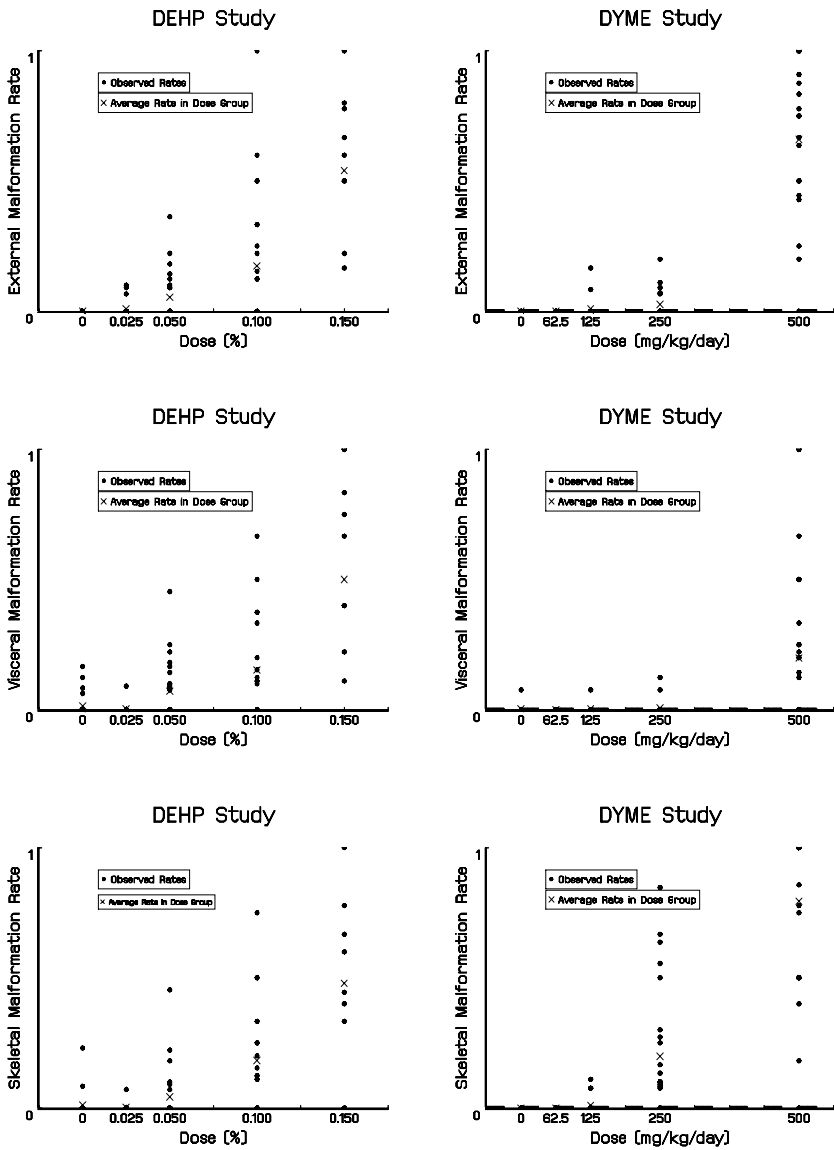 DEHP Study
External Malformation Rate
1
Observed Rates
Average Rate in Dose Group
0
0 0.025 0.050 0.100 0.150
Dose (%)
DYME Study
External Malformation Rate
1
Observed Rates
Average Rate in Dose Group
0
0 62.5 125 250 500
Dose (mg/kg/day)
DEHP Study
Visceral Malformation Rate
1
Observed Rates
Average Rate in Dose Group
0
0 0.025 0.050 0.100 0.150
Dose (%)
DYME Study
Visceral Malformation Rate
1
Observed Rates
Average Rate in Dose Group
0
0 62.5 125 250 500
Dose (mg/kg/day)
DEHP Study
Skeletal Malformation Rate
1
Observed Rates
Average Rate in Dose Group
0
0 0.025 0.050 0.100 0.150
Dose (%)
DYME Study
Skeletal Malformation Rate
1
Observed Rates
Average Rate in Dose Group
0
0 62.5 125 250 500
Dose (mg/kg/day)